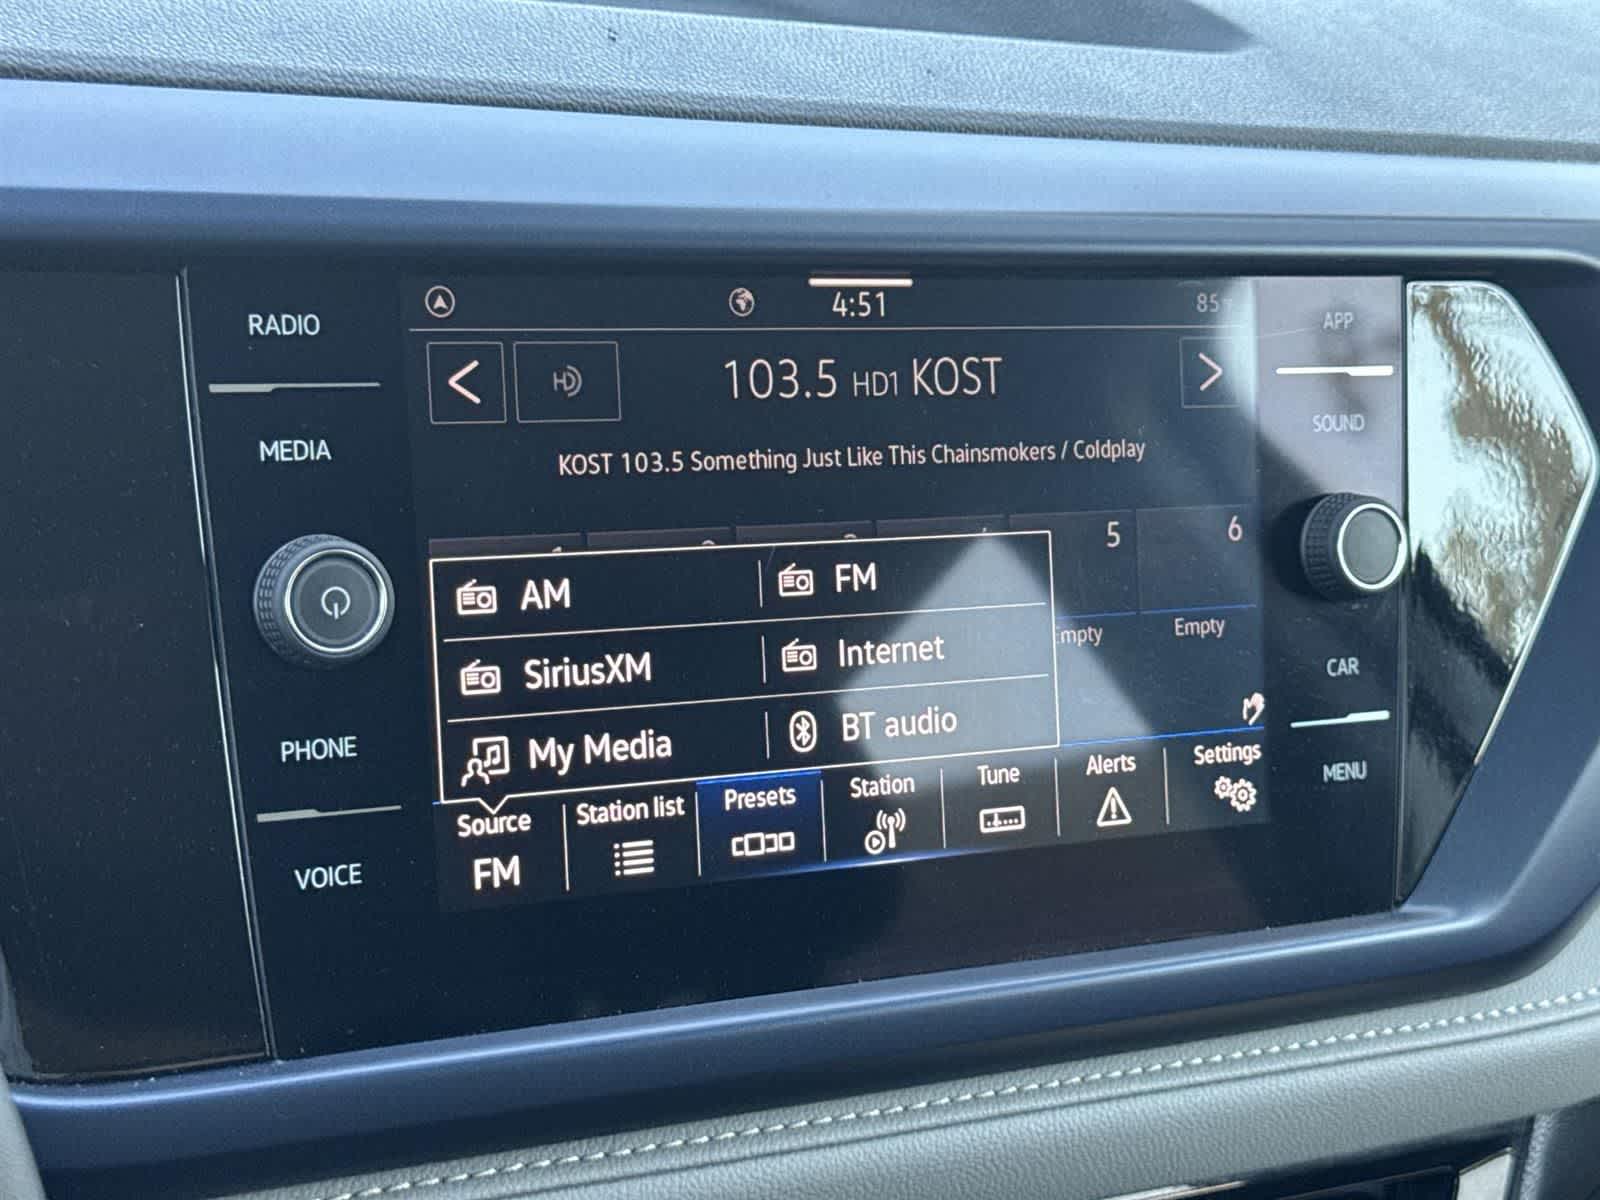 RADIO
MEDIA
PHONE
VOICE
4:51
85
HD
103.5 HD1 KOST
KOST 103.5 Something Just Like This Chainsmokers / Coldplay
5
6
Empty
AM
FM
SiriusXM
Internet
My Media
BT audio
Source
FM
Station list
Presets
Station
Tune
Alerts
Settings
APP
SOUND
CAR
MENU